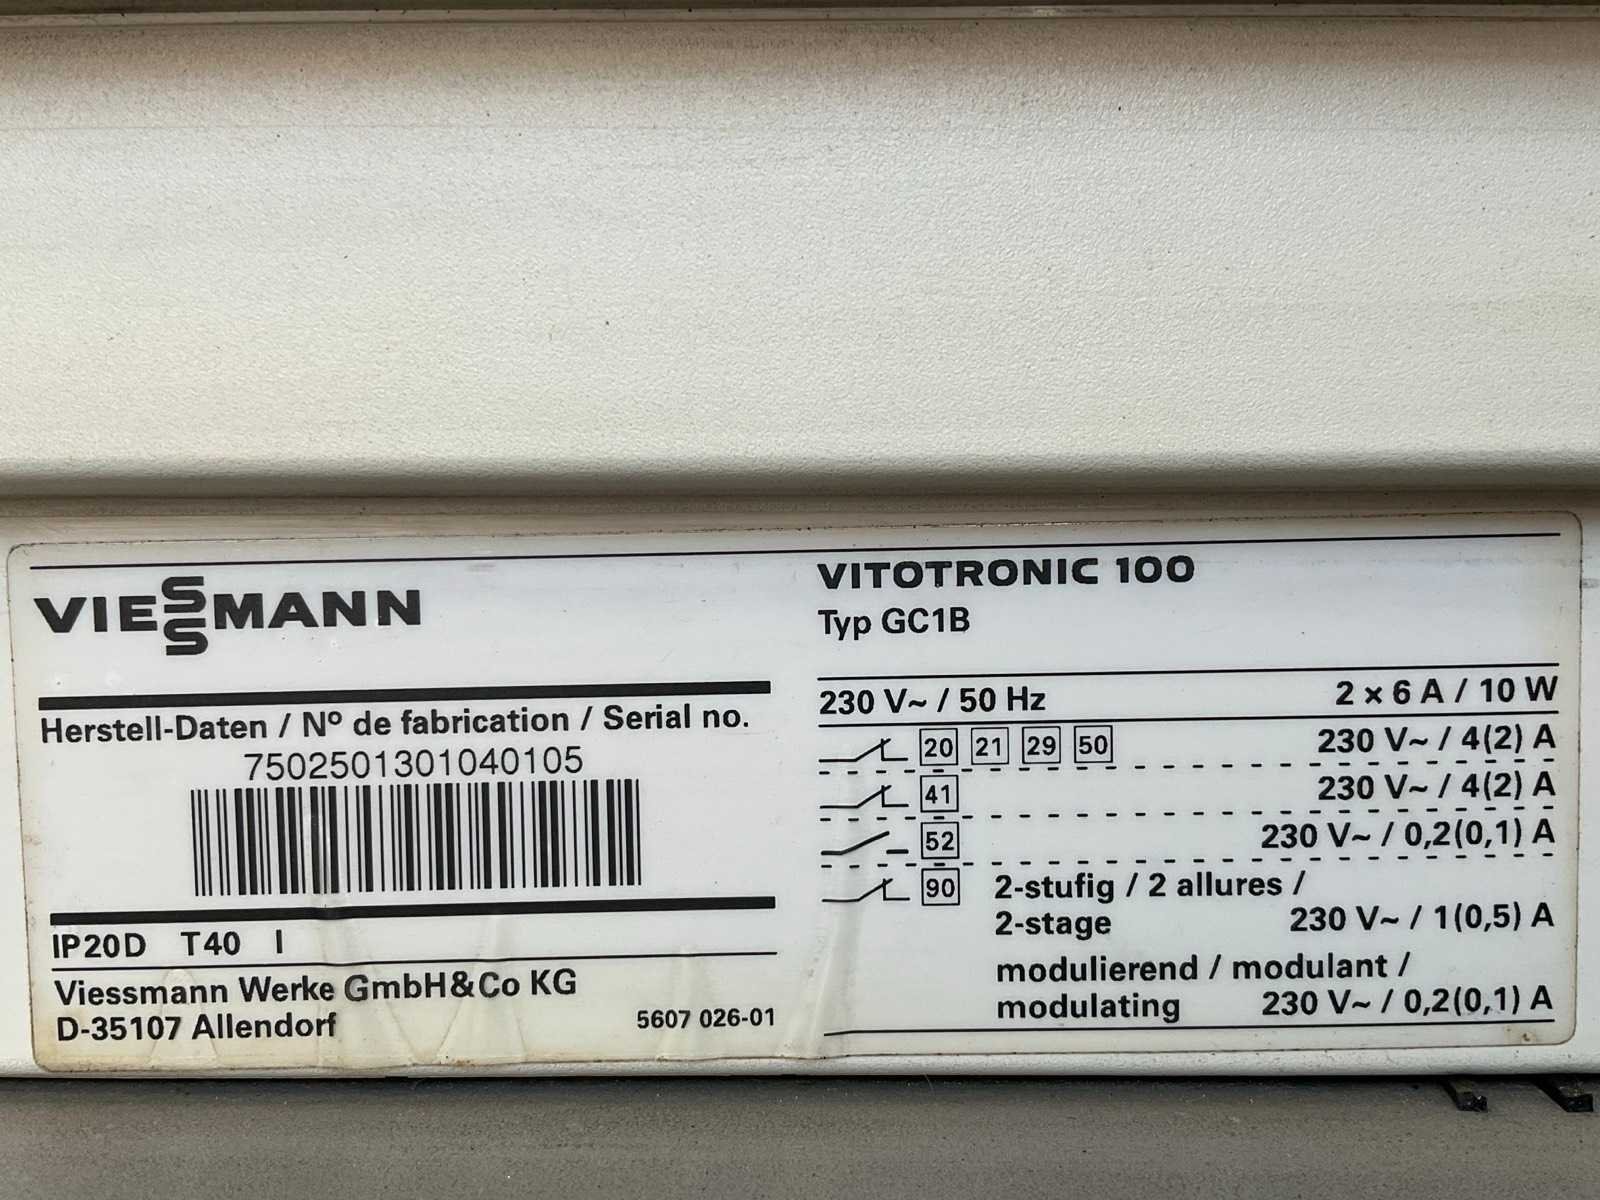 VIESSMANN
Herstell-Daten / Nº de fabrication / Serial no.
7502501301040105
IP20D T40 I
Viessmann Werke GmbH&Co KG
D-35107 Allendorf 5607 026-01
VITOTRONIC 100
Typ GC1B
230 V~ / 50 Hz 2 x 6 A / 10 W
20 21 29 50 230 V~ / 4(2) A
41 230 V~ / 4(2) A
52 230 V~ / 0,2(0,1) A
90 2-stufig / 2 allures /
2-stage 230 V~ / 1(0,5) A
modulierend / modulant /
modulating 230 V~ / 0,2(0,1) A